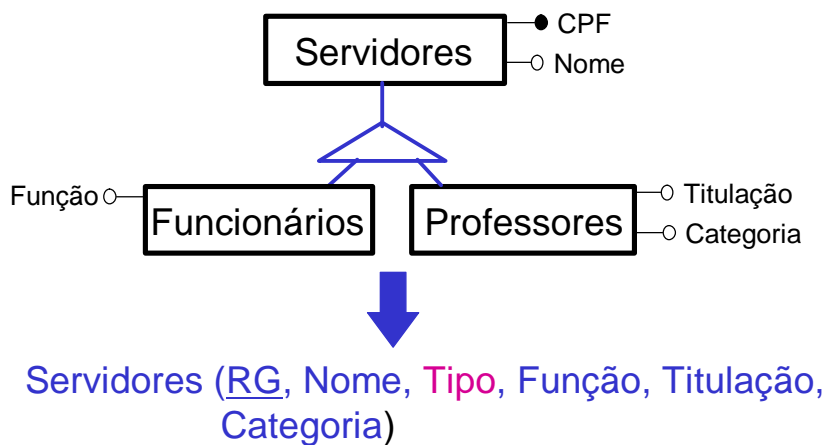 CPF
Servidores
Nome
Função
Funcionários
Professores
Titulação
Categoria
Servidores (RG, Nome, Tipo, Função, Titulação,
Categoria)